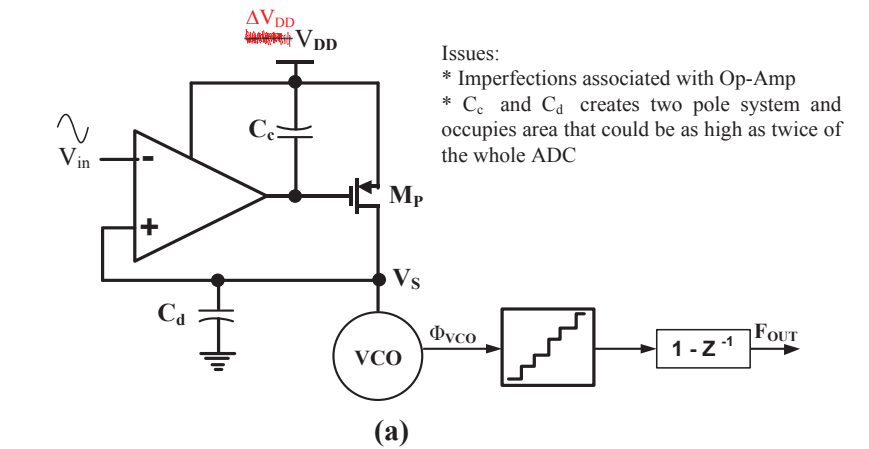 ΔV_DD
V_DD
Issues:
* Imperfections associated with Op-Amp
* C_c and C_d creates two pole system and
occupies area that could be as high as twice of
the whole ADC
C_c
V_in
-
M_P
+
V_S
C_d
VCO
Φ_VCO
1 - Z^-1
F_OUT
(a)